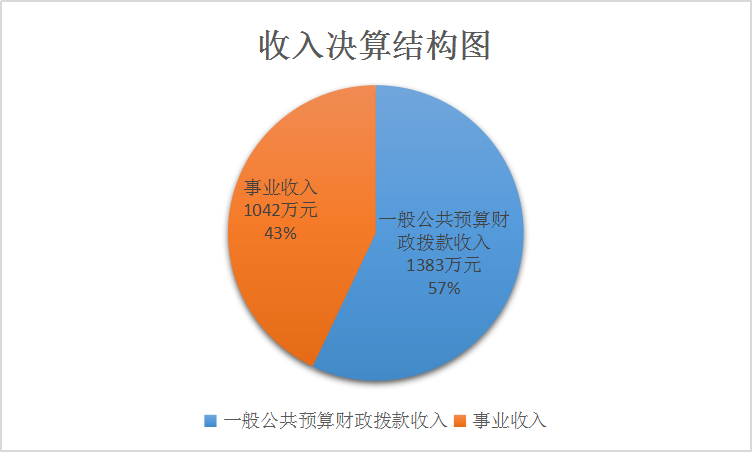 收入决算结构图
事业收入
1042万元
43%
一般公共预算财
政拨款收入
1383万元
57%
一般公共预算财政拨款收入 事业收入